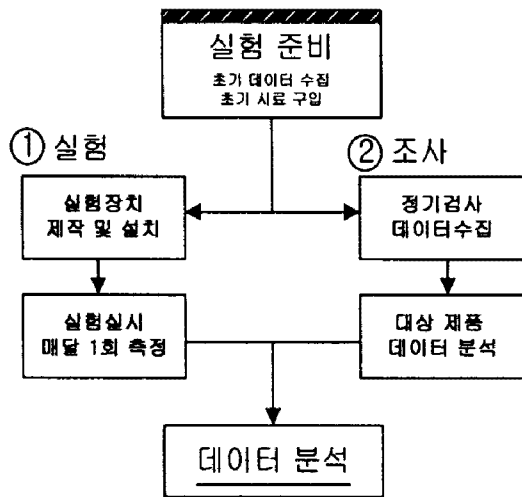 실험 준비
초기 데이터 수집
초기 시료 구입
① 실험
② 조사
실험장치
제작 및 설치
정기검사
데이터수집
실험실시
매달 1회 측정
대상 제품
데이터 분석
데이터 분석